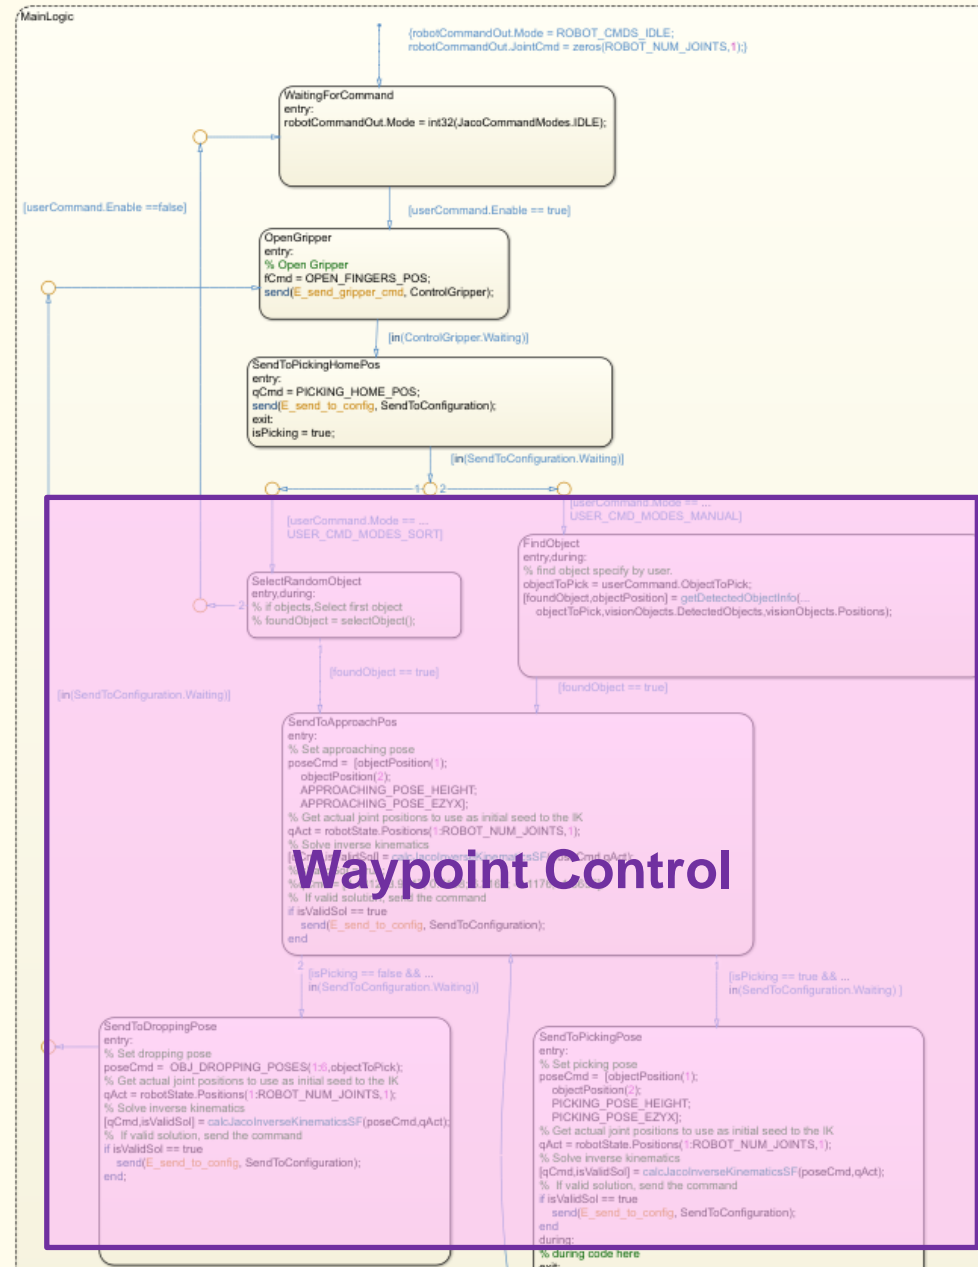 MainLogic
{robotCommandOut.Mode = ROBOT_CMDS_IDLE;
robotCommandOut.JointCmd = zeros(ROBOT_NUM_JOINTS,1);}
WaitingForCommand
entry:
robotCommandOut.Mode = int32(JacoCommandModes.IDLE);
[userCommand.Enable ==false]
[userCommand.Enable == true]
OpenGripper
entry:
% Open Gripper
fCmd = OPEN_FINGERS_POS;
send(E_send_gripper_cmd, ControlGripper);
[in(ControlGripper.Waiting)]
SendToPickingHomePos
entry:
qCmd = PICKING_HOME_POS;
send(E_send_to_config, SendToConfiguration);
exit:
isPicking = true;
[in(SendToConfiguration.Waiting)]
1 2
[userCommand.Mode == ...
USER_CMD_MODES_SORT]
[userCommand.Mode == ...
USER_CMD_MODES_MANUAL]
FindObject
entry,during:
% find object specify by user.
objectToPick = userCommand.ObjectToPick;
[foundObject,objectPosition] = getDetectedObjectInfo(...
objectToPick,visionObjects.DetectedObjects,visionObjects.Positions);
SelectRandomObject
entry,during:
% if objects,Select first object
% foundObject = selectObject();
2
1
[foundObject == true]
[foundObject == true]
[in(SendToConfiguration.Waiting)]
SendToApproachPos
entry:
% Set approaching pose
poseCmd = [objectPosition(1);
objectPosition(2);
APPROACHING_POSE_HEIGHT;
APPROACHING_POSE_EZYX];
% Get actual joint positions to use as initial seed to the IK
qAct = robotState.Positions(1:ROBOT_NUM_JOINTS,1);
% Solve inverse kinematics
[qCmd,isValidSol] = calcJacoInverseKinematicsSF(poseCmd,qAct);
Waypoint Control
% If valid solution, send the command
if isValidSol == true
send(E_send_to_config, SendToConfiguration);
end
2
[isPicking == false && ...
in(SendToConfiguration.Waiting)]
1
[isPicking == true && ...
in(SendToConfiguration.Waiting) ]
SendToDroppingPose
entry:
% Set dropping pose
poseCmd = OBJ_DROPPING_POSES(1:6,objectToPick);
% Get actual joint positions to use as initial seed to the IK
qAct = robotState.Positions(1:ROBOT_NUM_JOINTS,1);
% Solve inverse kinematics
[qCmd,isValidSol] = calcJacoInverseKinematicsSF(poseCmd,qAct);
% If valid solution, send the command
if isValidSol == true
send(E_send_to_config, SendToConfiguration);
end;
SendToPickingPose
entry:
% Set picking pose
poseCmd = [objectPosition(1);
objectPosition(2);
PICKING_POSE_HEIGHT;
PICKING_POSE_EZYX];
% Get actual joint positions to use as initial seed to the IK
qAct = robotState.Positions(1:ROBOT_NUM_JOINTS,1);
% Solve inverse kinematics
[qCmd,isValidSol] = calcJacoInverseKinematicsSF(poseCmd,qAct);
% If valid solution, send the command
if isValidSol == true
send(E_send_to_config, SendToConfiguration);
end
during:
% during code here
exit: